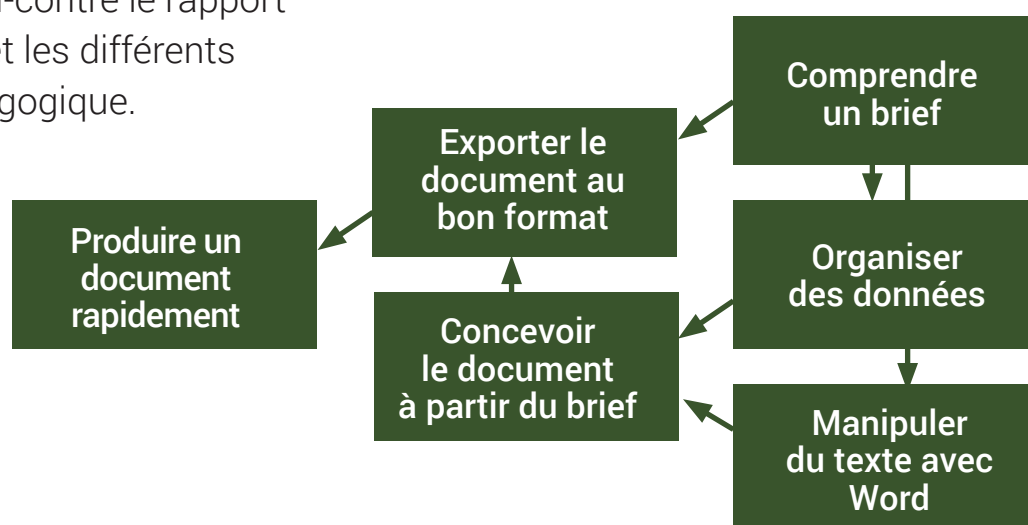 -contre le rapport
et les différents
gogique.
Comprendre
un brief
Exporter le
document au
bon format
Produire un
document
rapidement
Organiser
des données
Concevoir
le document
à partir du brief
Manipuler
du texte avec
Word